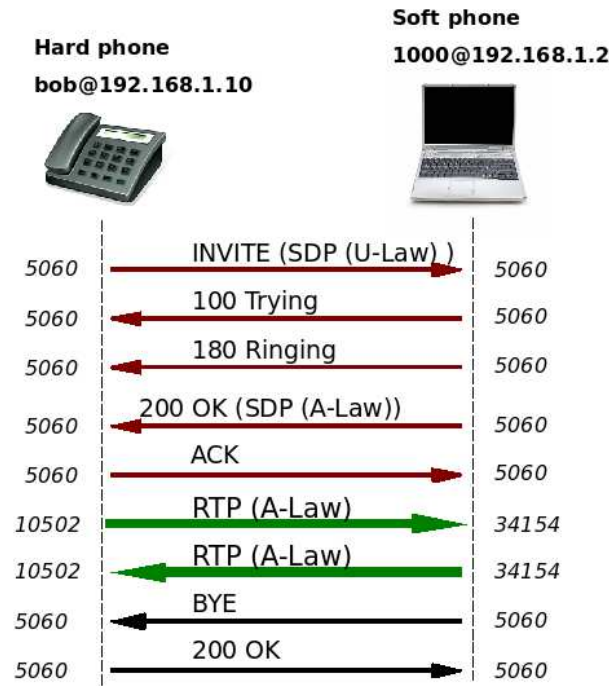 Soft phone
Hard phone
1000@192.168.1.2
bob@192.168.1.10
INVITE (SDP (U-Law) )
5060 5060
100 Trying
5060 5060
180 Ringing
5060 5060
200 OK (SDP (A-Law))
5060 5060
ACK
5060 5060
RTP (A-Law)
10502 34154
RTP (A-Law)
10502 34154
BYE
5060 5060
200 OK
5060 5060